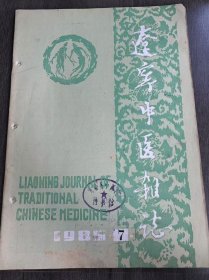 辽宁中医杂志
LIAONING JOURNAL OF
TRADITIONAL
CHINESE MEDICINE
1985 7